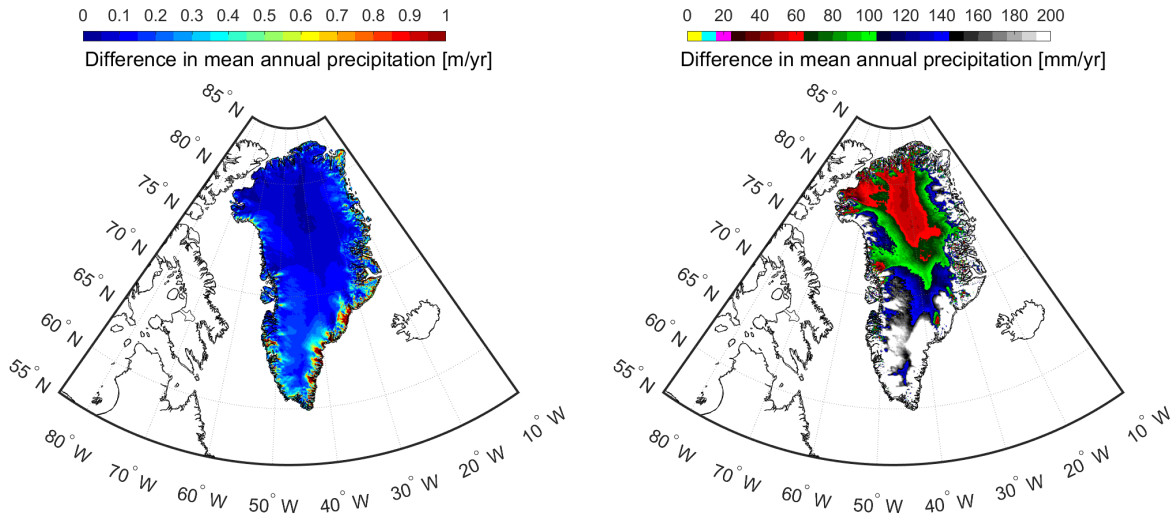 0 0.1 0.2 0.3 0.4 0.5 0.6 0.7 0.8 0.9 1
Difference in mean annual precipitation [m/yr]
85° N
80° N
75° N
70° N
65° N
60° N
55° N
80° W
70° W
60° W
50° W
40° W
30° W
20° W
10° W
0 20 40 60 80 100 120 140 160 180 200
Difference in mean annual precipitation [mm/yr]
85° N
80° N
75° N
70° N
65° N
60° N
55° N
80° W
70° W
60° W
50° W
40° W
30° W
20° W
10° W